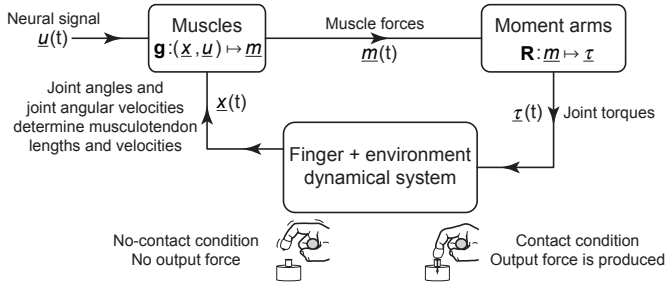 Neural signal
u(t)
Muscles
g:(x,u) ↦ m
Muscle forces
m(t)
Moment arms
R:m ↦ τ
Joint angles and
joint angular velocities
determine musculotendon
lengths and velocities
x(t)
τ(t)
Joint torques
Finger + environment
dynamical system
No-contact condition
No output force
Contact condition
Output force is produced